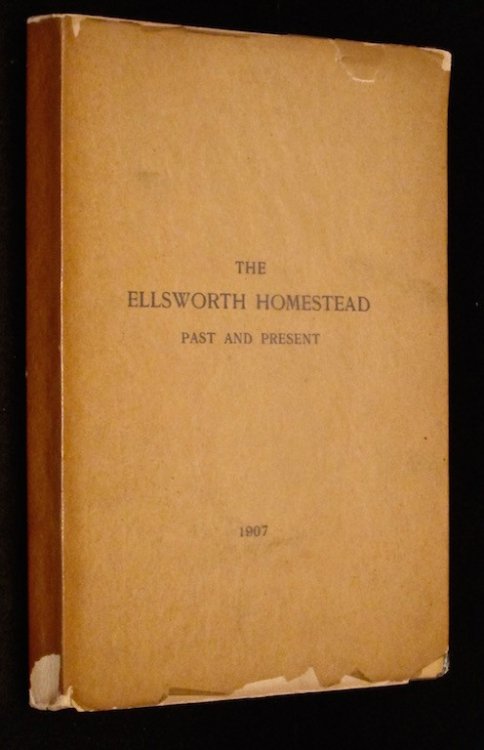 THE
ELLSWORTH HOMESTEAD
PAST AND PRESENT
1907